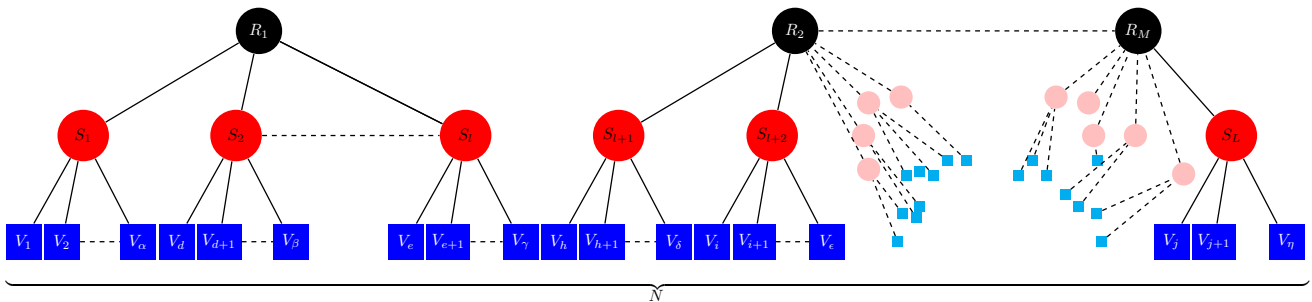 R_1 R_2 R_M
S_1 S_2 S_l S_{l+1} S_{l+2} S_L
V_1 V_2 V_α V_d V_{d+1} V_β V_e V_{e+1} V_γ V_h V_{h+1} V_δ V_i V_{i+1} V_ϵ V_j V_{j+1} V_η
N